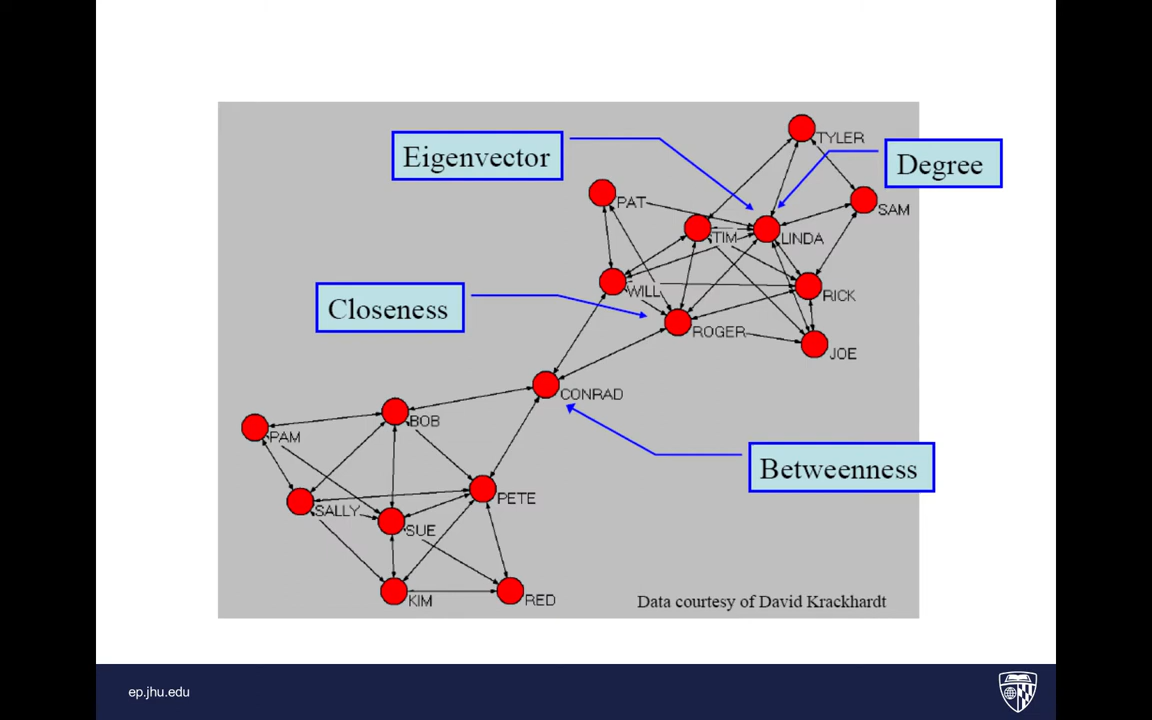 TYLER
Eigenvector
Degree
PAT
SAM
TIM
LINDA
WILL
RICK
Closeness
ROGER
JOE
CONRAD
BOB
PAM
Betweenness
PETE
SALLY
SUE
KIM
RED
Data courtesy of David Krackhardt
ep.jhu.edu